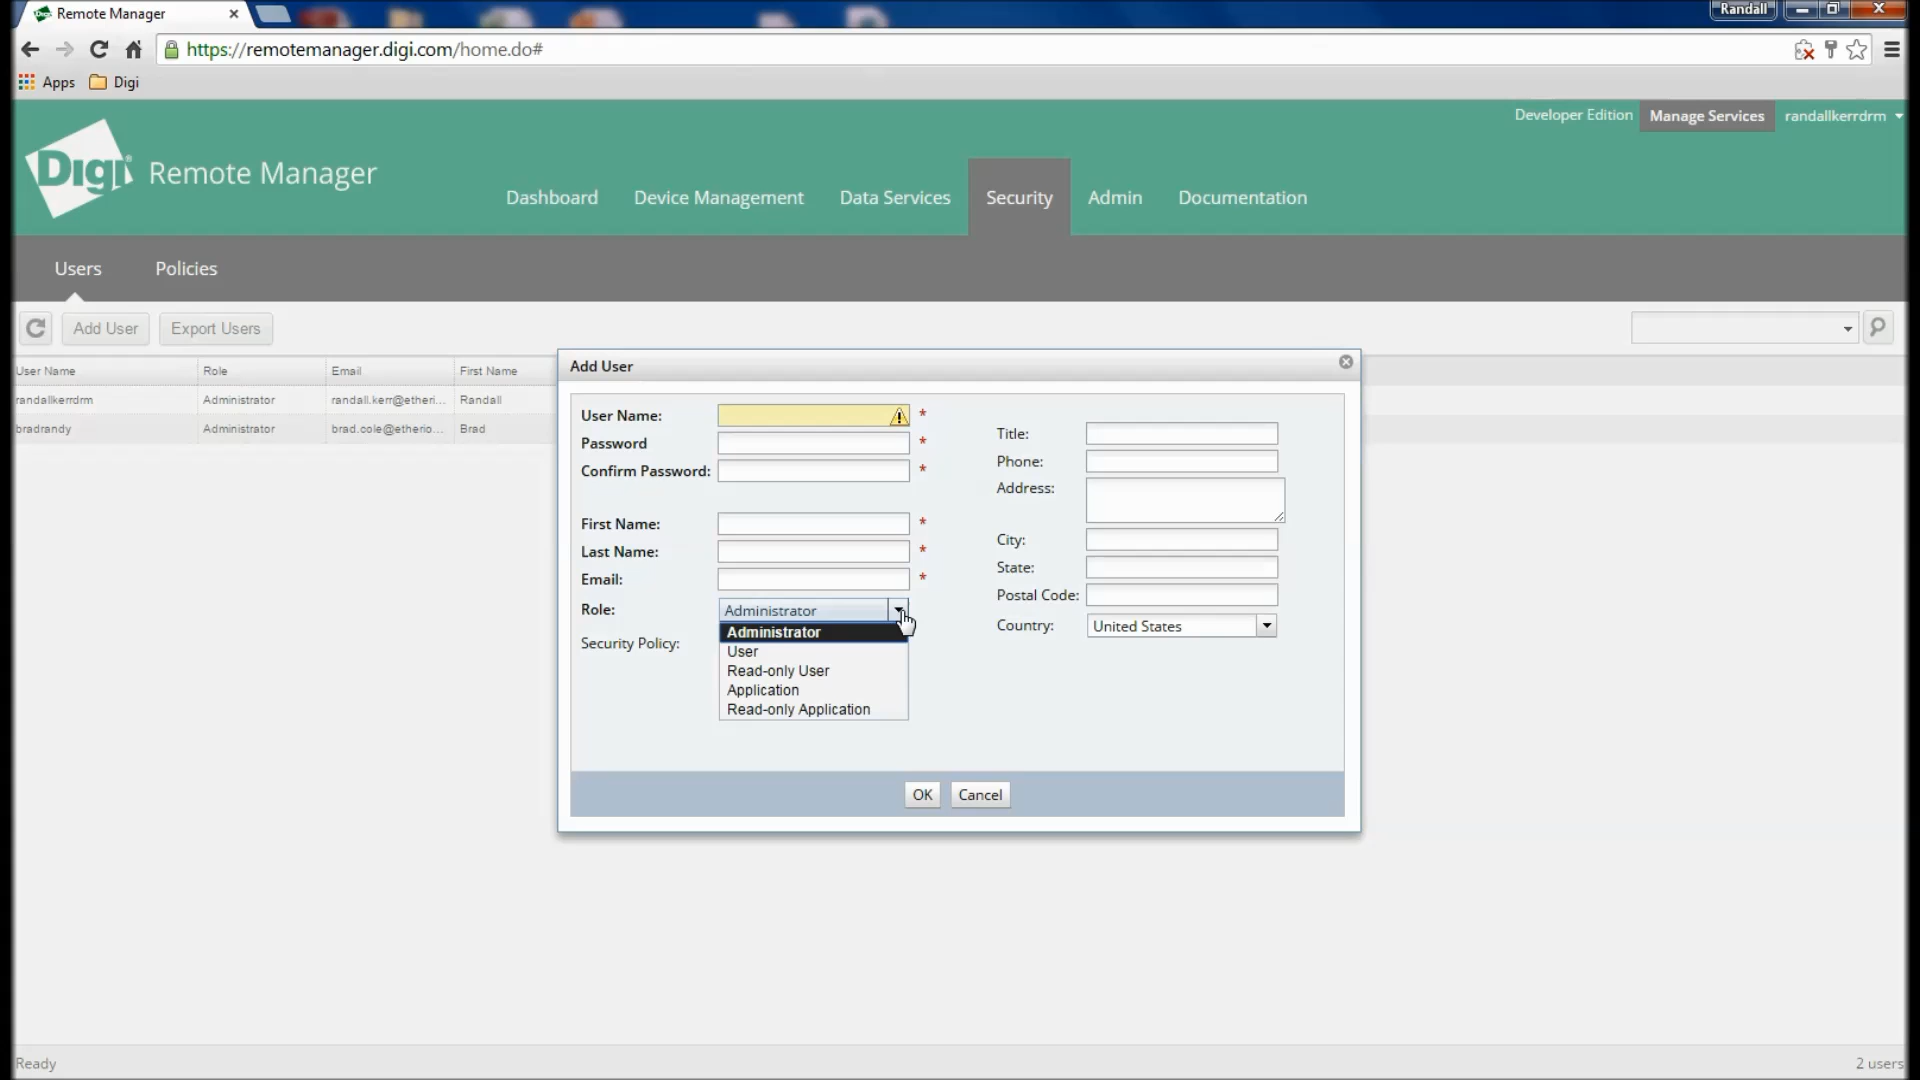 Remote Manager
Randall
https://remotemanager.digi.com/home.do#
Apps Digi
Developer Edition Manage Services randallkerrdrm
Digi® Remote Manager
Dashboard Device Management Data Services Security Admin Documentation
Users Policies
Add User Export Users
User Name Role Email First Name
randallkerrdrm Administrator randall.kerr@etheri... Randall
bradrandy Administrator brad.cole@etherio... Brad
Add User
User Name: *
Password *
Confirm Password: *
First Name: *
Last Name: *
Email: *
Role: Administrator
Administrator
User
Read-only User
Application
Read-only Application
Security Policy:
Title:
Phone:
Address:
City:
State:
Postal Code:
Country: United States
OK Cancel
Ready 2 users